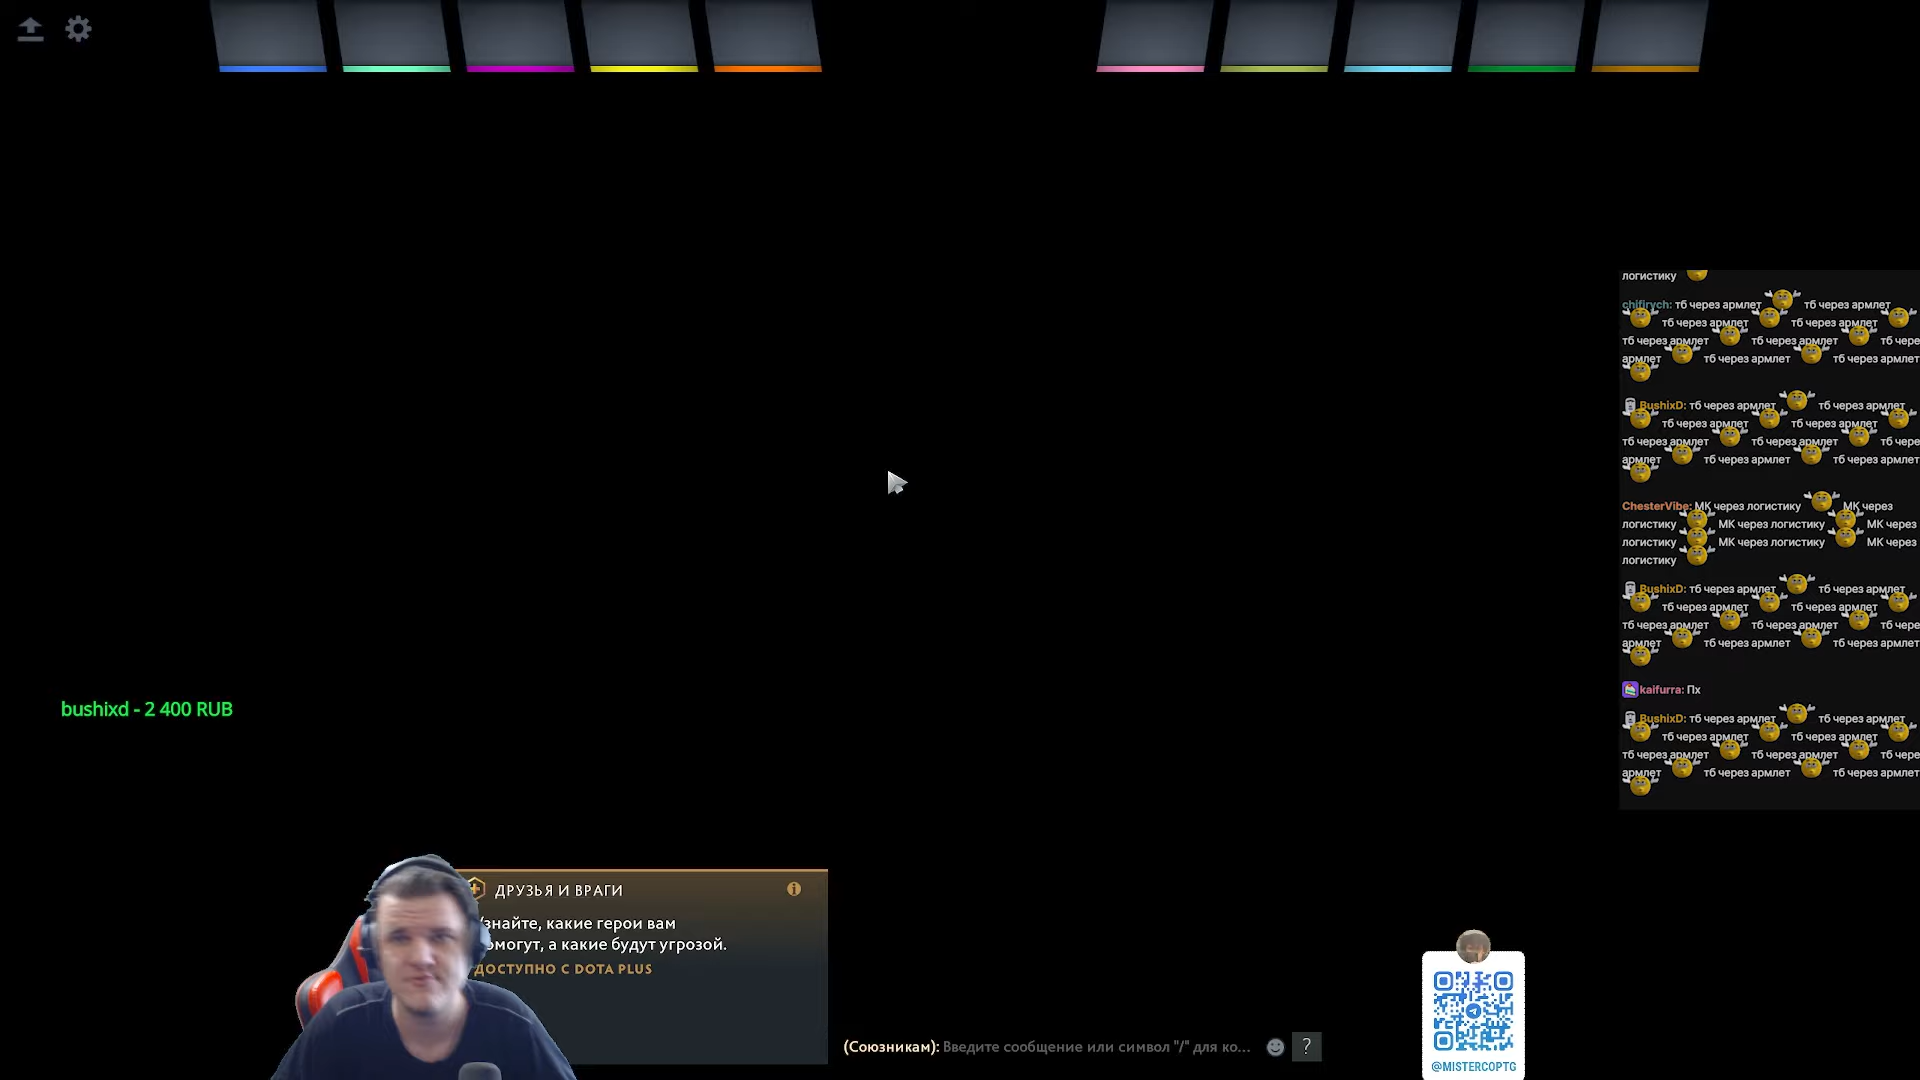 логистику
chifirych: тб через армлет тб через армлет
тб через армлет тб через армлет
тб через армлет тб через армлет тб чере
армлет тб через армлет тб через армлет
BushixD: тб через армлет тб через армлет
тб через армлет тб через армлет
тб через армлет тб через армлет тб чере
армлет тб через армлет тб через армлет
ChesterVibe: МК через логистику МК через
логистику МК через логистику МК через
логистику МК через логистику МК через
логистику
BushixD: тб через армлет тб через армлет
тб через армлет тб через армлет
тб через армлет тб через армлет тб чере
армлет тб через армлет тб через армлет
kaifurra: Пх
BushixD: тб через армлет тб через армлет
тб через армлет тб через армлет
тб через армлет тб через армлет тб чере
армлет тб через армлет тб через армлет
bushixd - 2 400 RUB
ДРУЗЬЯ И ВРАГИ
знайте, какие герои вам
омогут, а какие будут угрозой.
ДОСТУПНО С DOTA PLUS
(Союзникам): Введите сообщение или символ "/" для ко...
?
@MISTERCOPTG